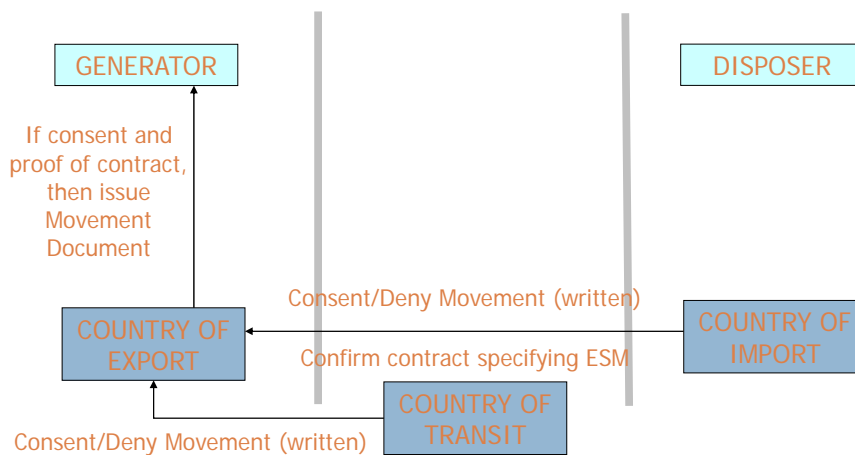 GENERATOR
DISPOSER
If consent and
proof of contract,
then issue
Movement
Document
Consent/Deny Movement (written)
COUNTRY OF
EXPORT
COUNTRY OF
IMPORT
Confirm contract specifying ESM
COUNTRY OF
TRANSIT
Consent/Deny Movement (written)